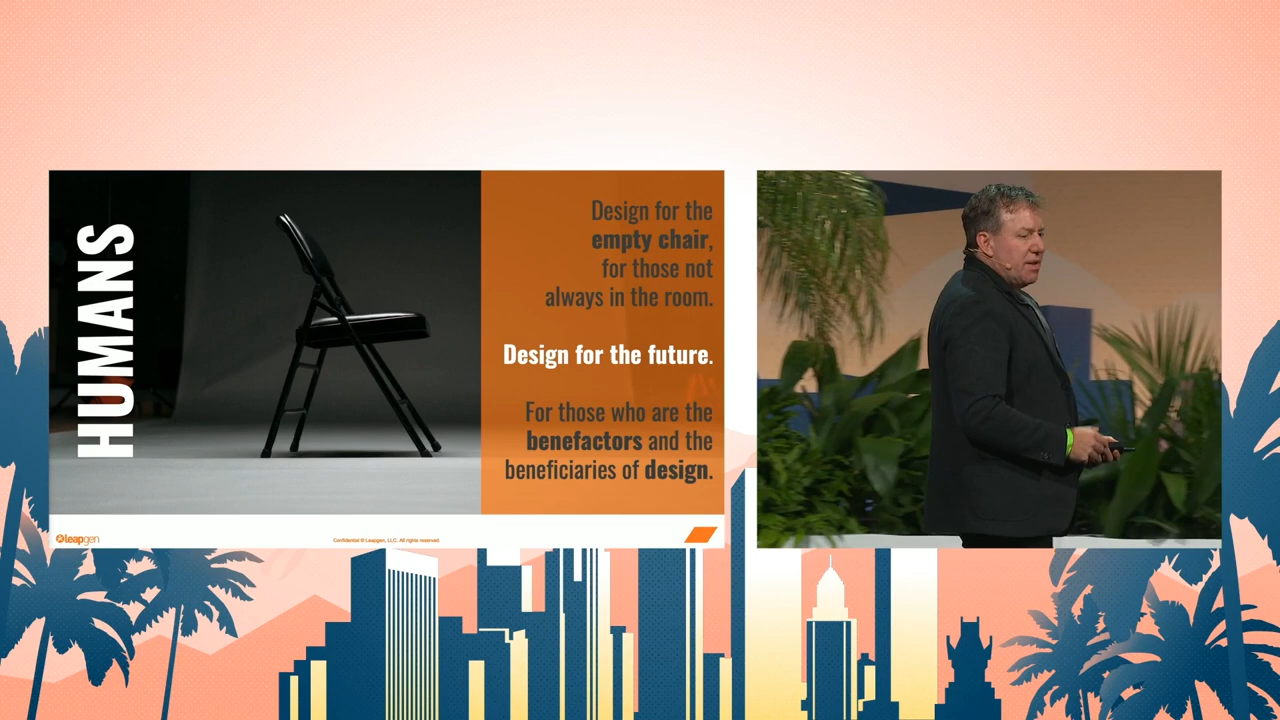 HUMANS
Design for the
empty chair,
for those not
always in the room.
Design for the future.
For those who are the
benefactors and the
beneficiaries of design.
leapgen
Confidential © Leapgen, LLC. All rights reserved.